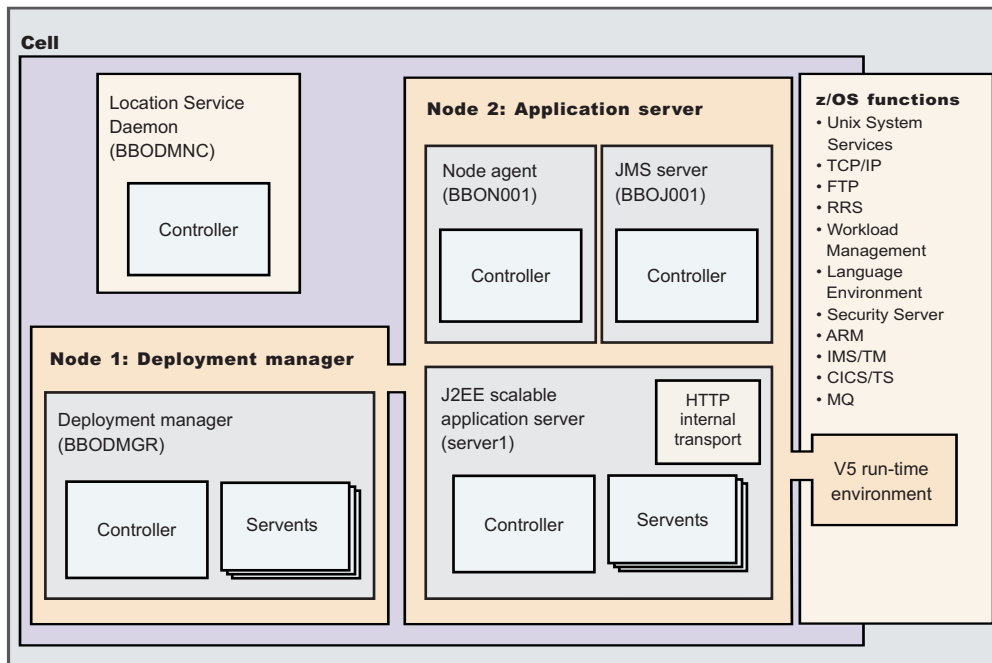 Cell
Location Service
Daemon
(BBODMNC)
Controller
Node 1: Deployment manager
Deployment manager
(BBODMGR)
Controller
Servents
Node 2: Application server
Node agent
(BBON001)
Controller
JMS server
(BBOJ001)
Controller
J2EE scalable
application server
(server1)
HTTP
internal
transport
Controller
Servents
z/OS functions
• Unix System
Services
• TCP/IP
• FTP
• RRS
• Workload
Management
• Language
Environment
• Security Server
• ARM
• IMS/TM
• CICS/TS
• MQ
V5 run-time
environment